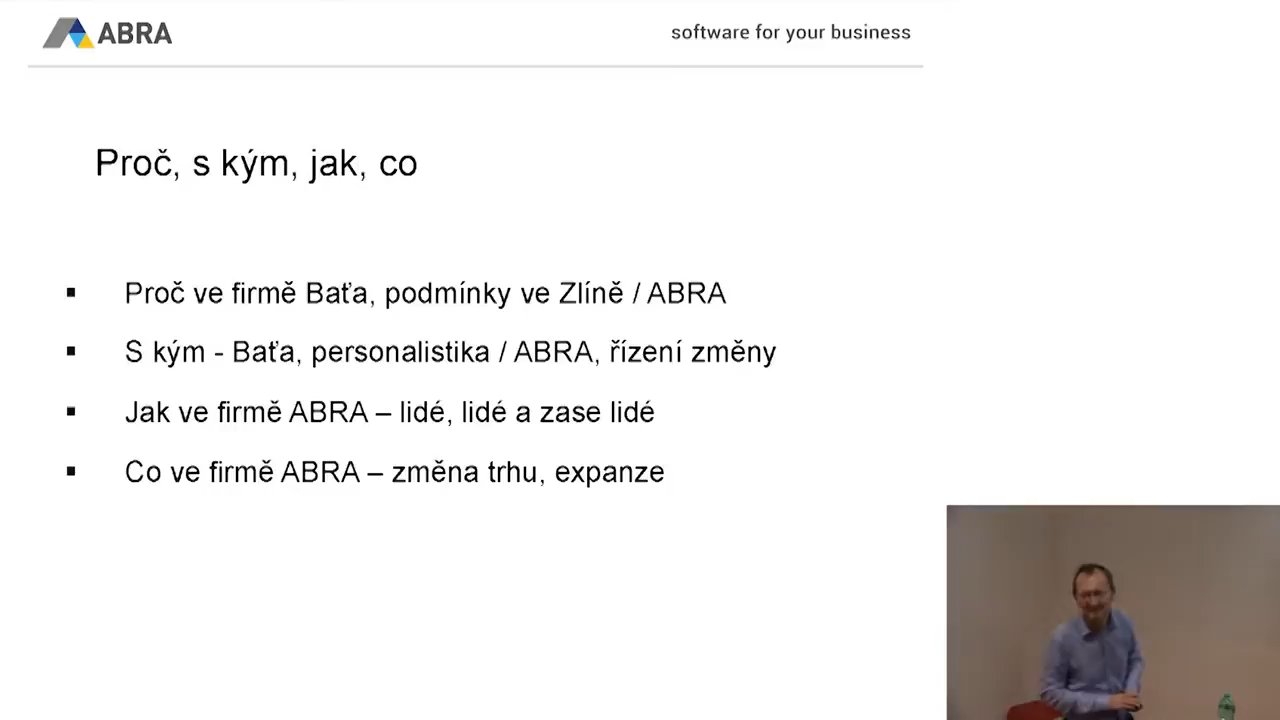 ABRA
software for your business
Proč, s kým, jak, co
▪ Proč ve firmě Baťa, podmínky ve Zlíně / ABRA
▪ S kým - Baťa, personalistika / ABRA, řízení změny
▪ Jak ve firmě ABRA – lidé, lidé a zase lidé
▪ Co ve firmě ABRA – změna trhu, expanze